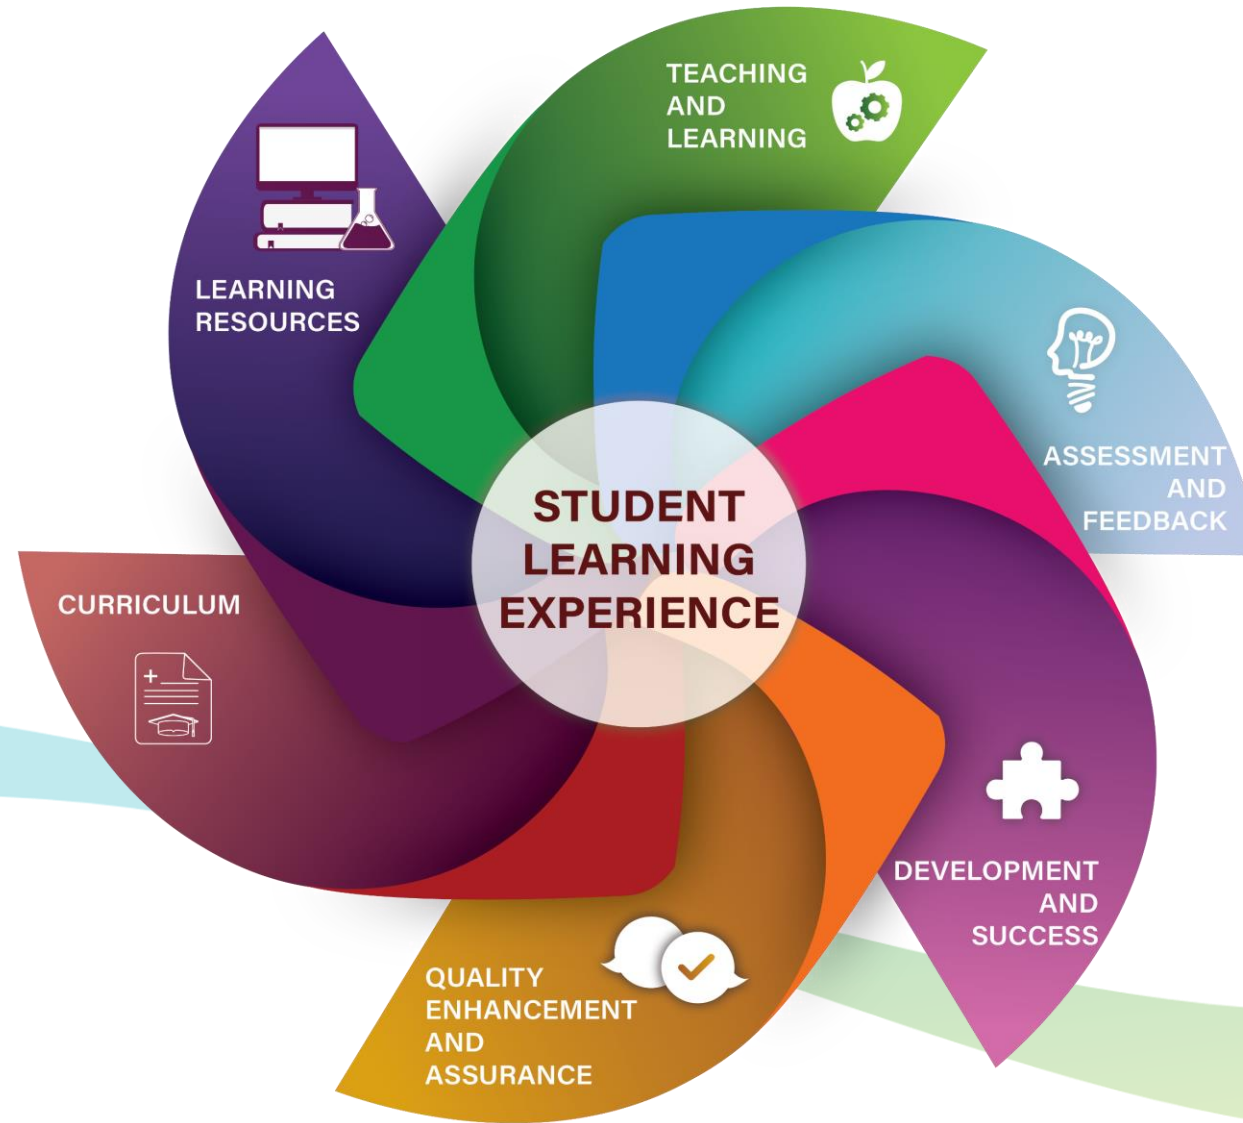 TEACHING
AND
LEARNING
LEARNING
RESOURCES
ASSESSMENT
AND
FEEDBACK
STUDENT
LEARNING
EXPERIENCE
CURRICULUM
DEVELOPMENT
AND
SUCCESS
QUALITY
ENHANCEMENT
AND
ASSURANCE